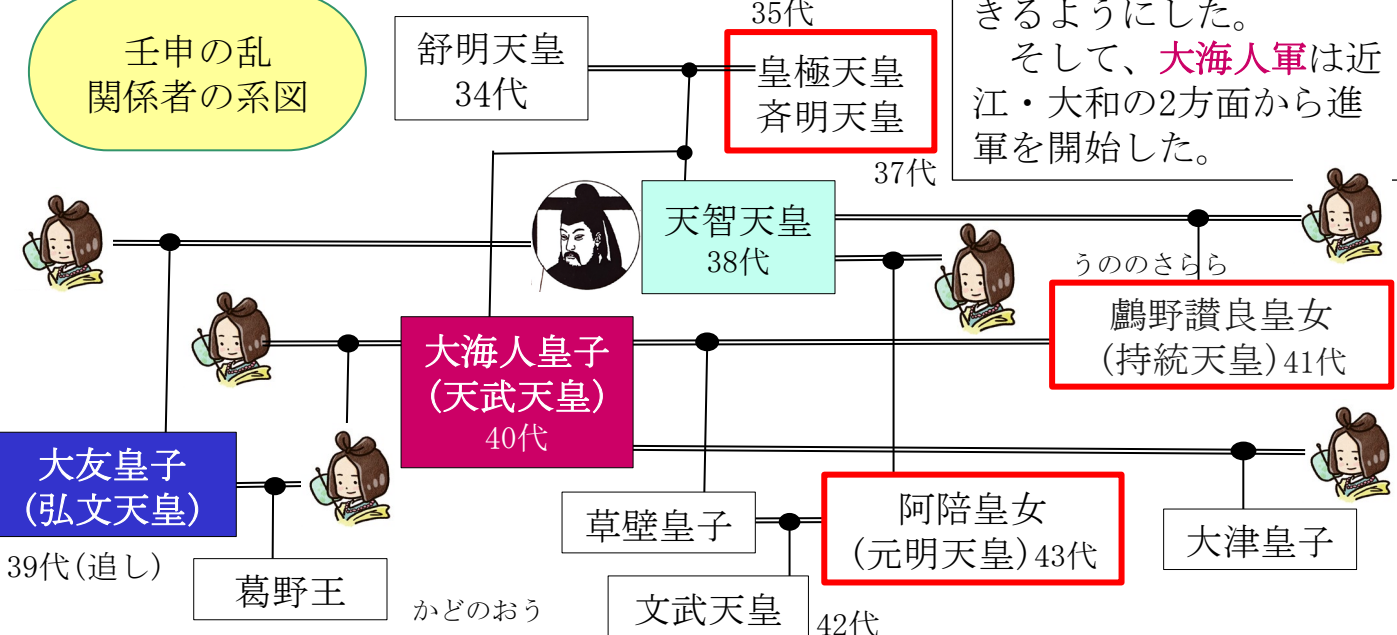 壬申の乱
関係者の系図
舒明天皇
34代
35代
皇極天皇
斉明天皇
37代
きるようにした。
そして、大海人軍は近
江・大和の2方面から進
軍を開始した。
天智天皇
38代
うののさらら
鸕野讃良皇女
(持統天皇)41代
大海人皇子
(天武天皇)
40代
大友皇子
(弘文天皇)
39代(追し)
葛野王
かどのおう
草壁皇子
阿陪皇女
(元明天皇)43代
大津皇子
文武天皇
42代